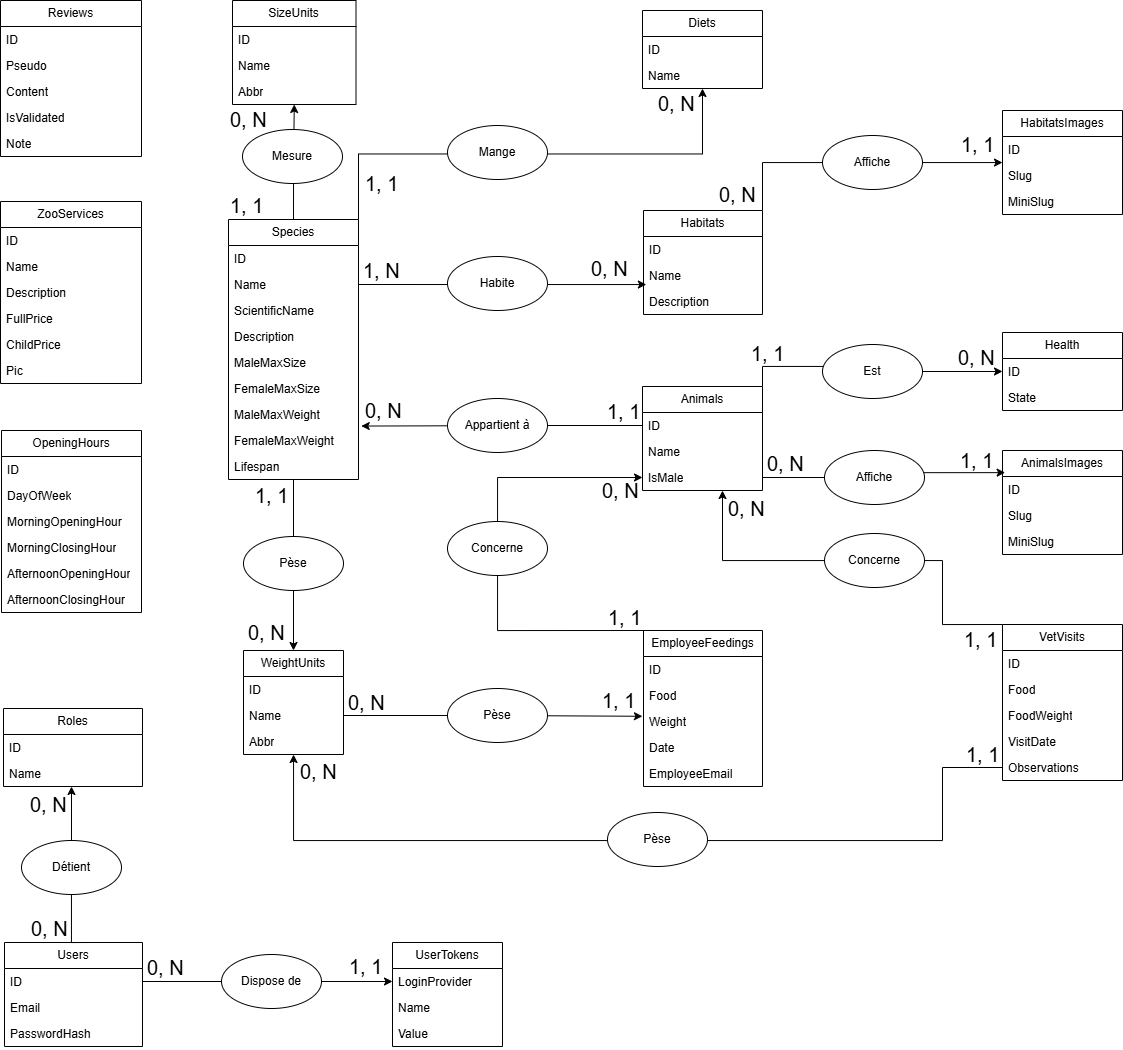 Reviews
ID
Pseudo
Content
IsValidated
Note
SizeUnits
ID
Name
Abbr
0, N
Mesure
1, 1
Diets
ID
Name
0, N
Mange
1, 1
HabitatsImages
ID
Slug
MiniSlug
1, 1
Affiche
0, N
ZooServices
ID
Name
Description
FullPrice
ChildPrice
Pic
Species
ID
Name
ScientificName
Description
MaleMaxSize
FemaleMaxSize
MaleMaxWeight
FemaleMaxWeight
Lifespan
1, N
Habite
0, N
Habitats
ID
Name
Description
0, N
Appartient à
1, 1
Animals
ID
Name
IsMale
1, 1
Est
0, N
Health
ID
State
0, N
Affiche
1, 1
AnimalsImages
ID
Slug
MiniSlug
OpeningHours
ID
DayOfWeek
MorningOpeningHour
MorningClosingHour
AfternoonOpeningHour
AfternoonClosingHour
1, 1
Pèse
0, N
0, N
Concerne
1, 1
0, N
Concerne
1, 1
WeightUnits
ID
Name
Abbr
0, N
Pèse
1, 1
EmployeeFeedings
ID
Food
Weight
Date
EmployeeEmail
VetVisits
ID
Food
FoodWeight
VisitDate
Observations
1, 1
Pèse
0, N
Roles
ID
Name
0, N
Détient
0, N
Users
ID
Email
PasswordHash
0, N
Dispose de
1, 1
UserTokens
LoginProvider
Name
Value